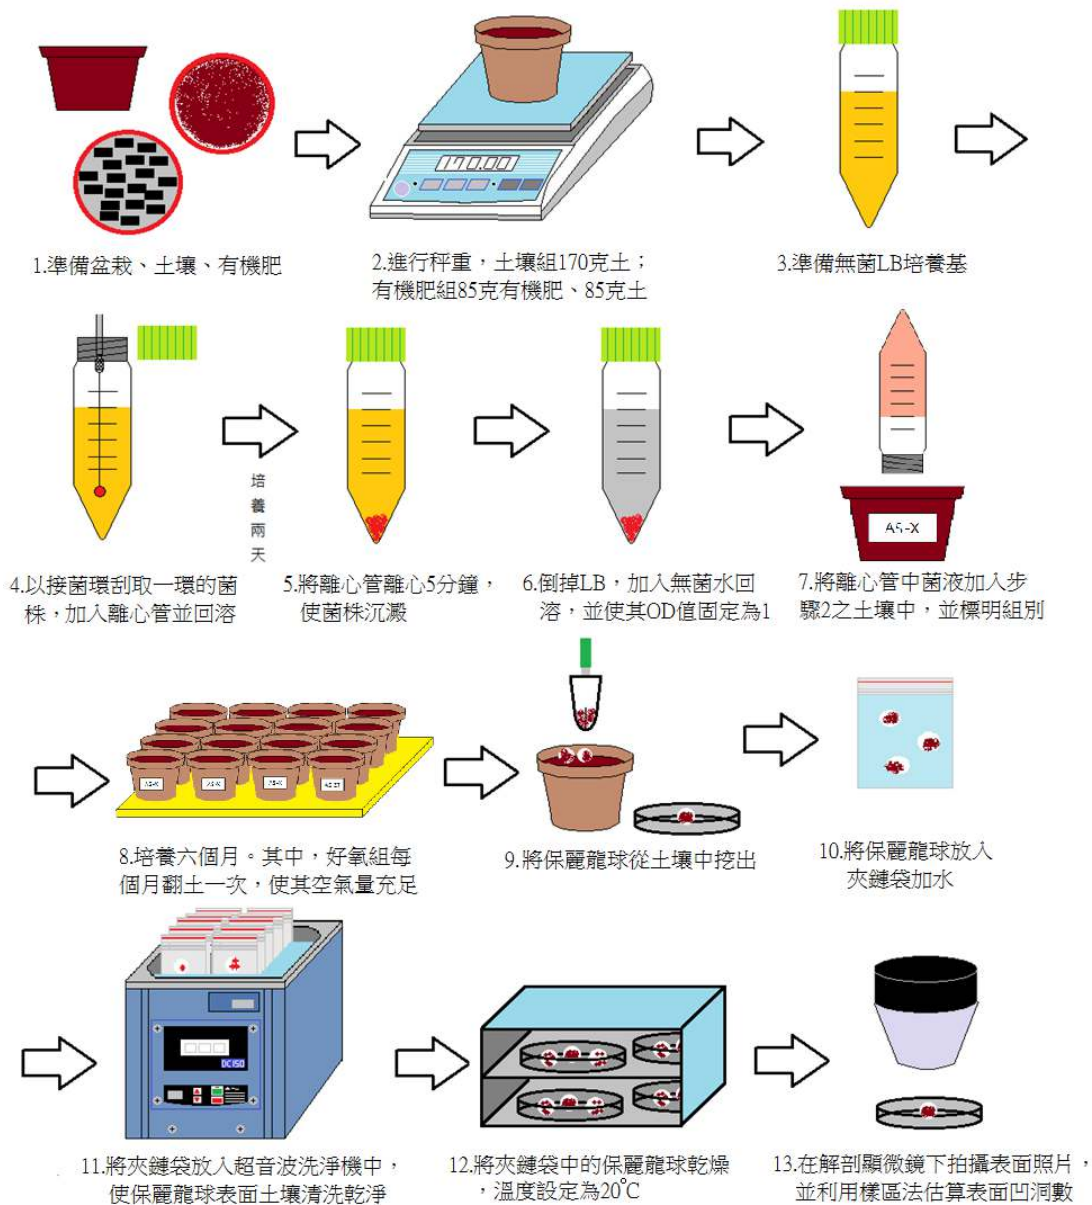 170.00
1.準備盆栽、土壤、有機肥
2.進行秤重，土壤組170克土；
有機肥組85克有機肥、85克土
3.準備無菌LB培養基
4.以接菌環刮取一環的菌
株，加入離心管並回溶
培養兩天
5.將離心管離心5分鐘，
使菌株沉澱
6.倒掉LB，加入無菌水回
溶，並使其OD值固定為1
AS-X
7.將離心管中菌液加入步
驟2之土壤中，並標明組別
AS-X
AS-X
AS-X
8.培養六個月。其中，好氧組每
個月翻土一次，使其空氣量充足
9.將保麗龍球從土壤中挖出
10.將保麗龍球放入
夾鏈袋加水
DC150
11.將夾鏈袋放入超音波洗淨機中，
使保麗龍球表面土壤清洗乾淨
12.將夾鏈袋中的保麗龍球乾燥
，溫度設定為20°C
13.在解剖顯微鏡下拍攝表面照片，
並利用樣區法估算表面凹洞數